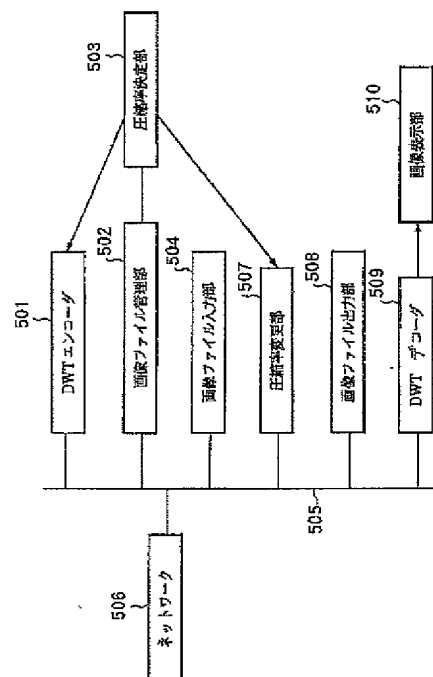 503
圧縮率決定部
510
画像表示部
501
DWTエンコーダ
502
画像ファイル管理部
504
画像ファイル入力部
507
圧縮率変更部
508
画像ファイル出力部
509
DWT デコーダ
505
506
ネットワーク